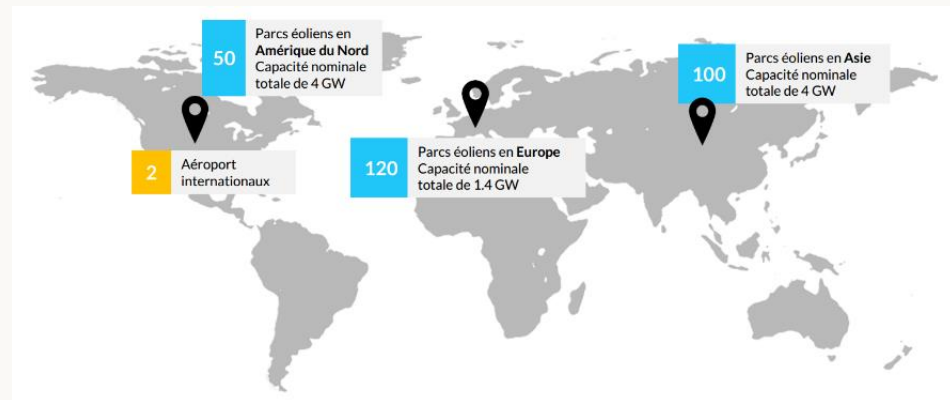 50
Parcs éoliens en
Amérique du Nord
Capacité nominale
totale de 4 GW
100
Parcs éoliens en Asie
Capacité nominale
totale de 4 GW
2
Aéroport
internationaux
120
Parcs éoliens en Europe
Capacité nominale
totale de 1.4 GW